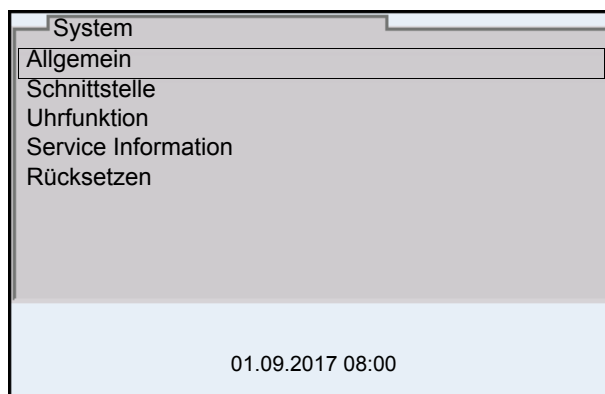 System
Allgemein
Schnittstelle
Uhrfunktion
Service Information
Rücksetzen
01.09.2017 08:00